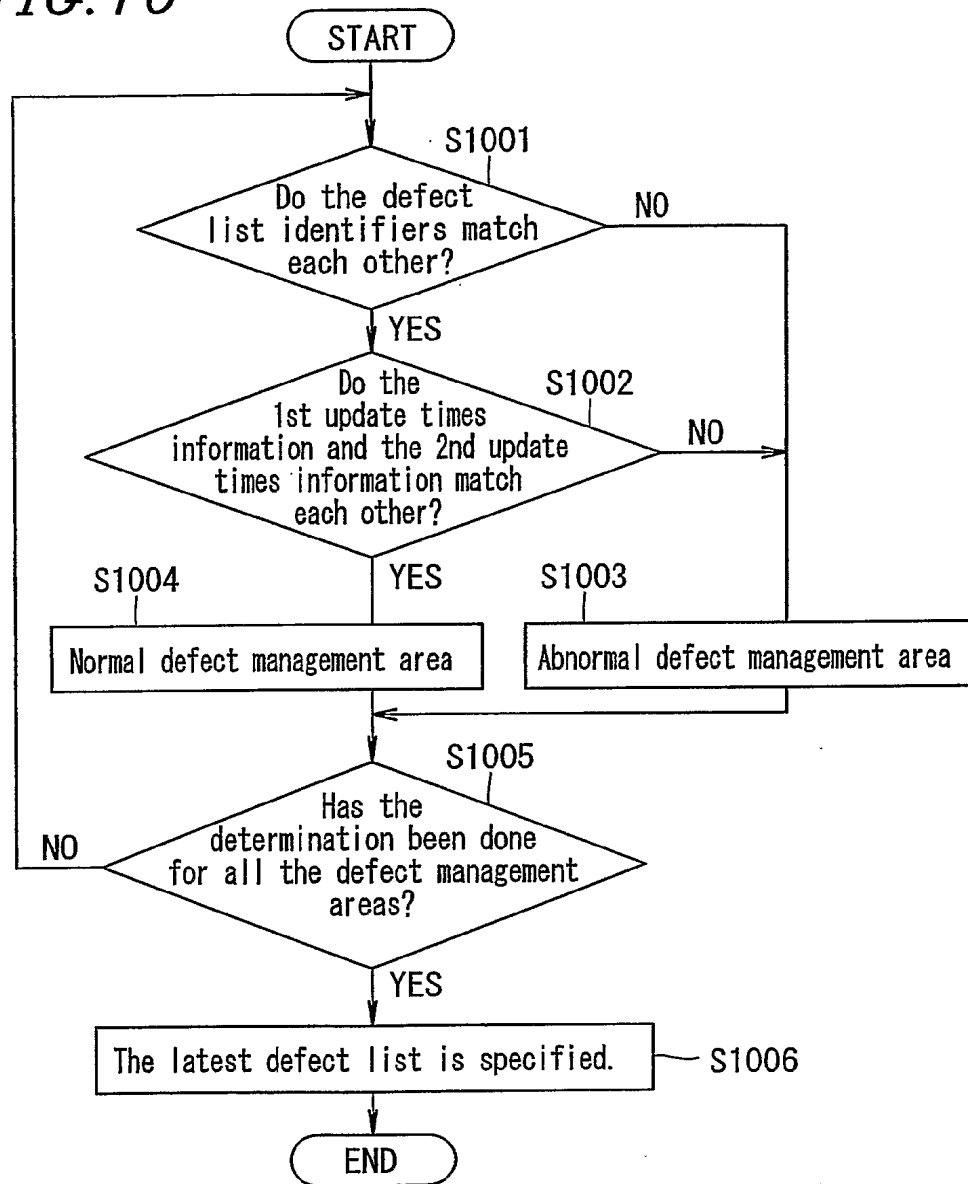 FIG. 10
START
S1001
Do the defect
list identifiers match
each other?
NO
YES
Do the
1st update times
information and the 2nd update
times information match
each other?
S1002
NO
YES
S1004
Normal defect management area
S1003
Abnormal defect management area
S1005
Has the
determination been done
for all the defect management
areas?
NO
YES
The latest defect list is specified.
S1006
END